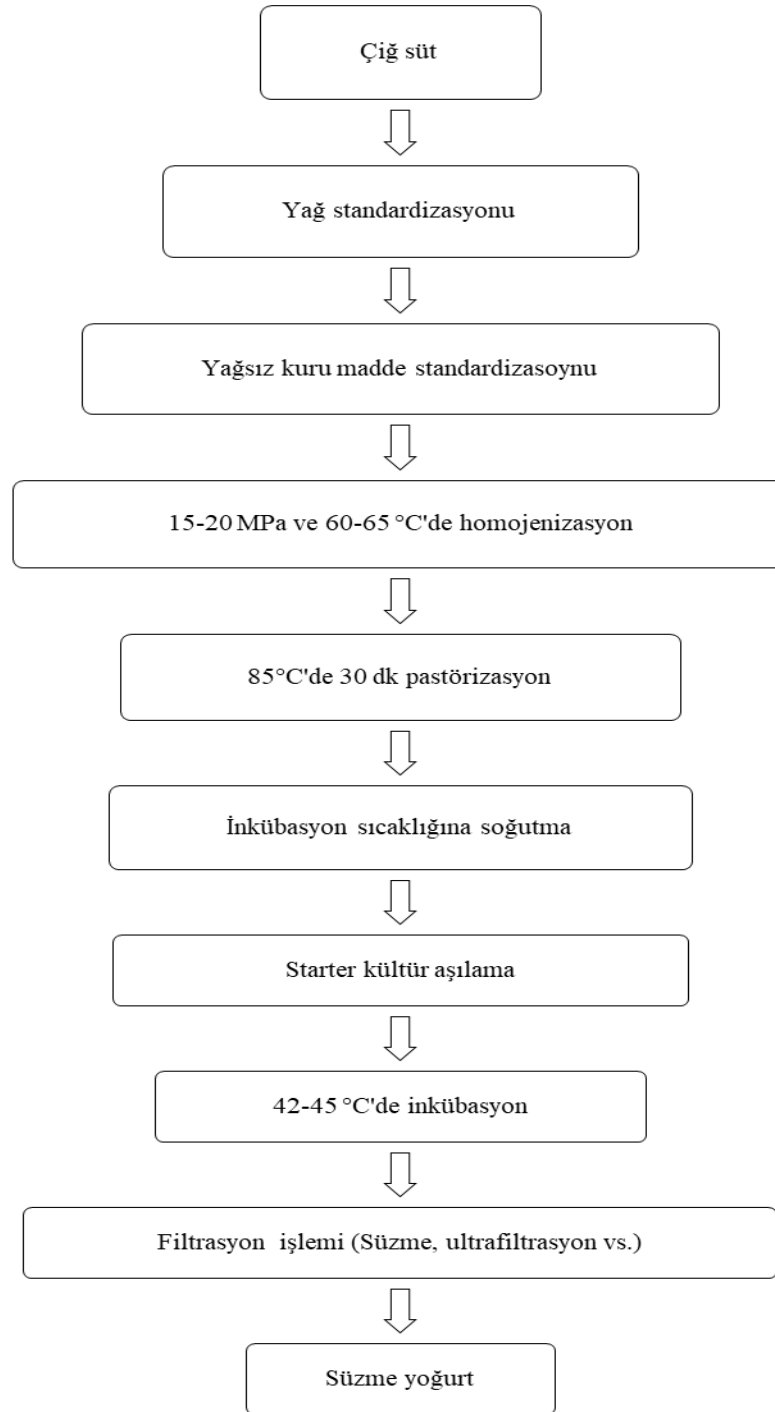 Çiğ süt
Yağ standardizasyonu
Yağsız kuru madde standardizasoynu
15-20 MPa ve 60-65 °C'de homojenizasyon
85°C'de 30 dk pastörizasyon
İnkübasyon sıcaklığına soğutma
Starter kültür aşılama
42-45 °C'de inkübasyon
Filtrasyon işlemi (Süzme, ultrafiltrasyon vs.)
Süzme yoğurt